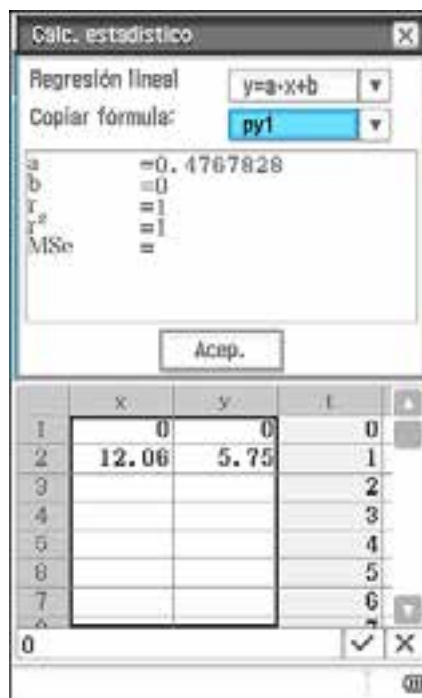 Calc. estadístico
Regresión lineal y=a·x+b
Copiar fórmula: py1
a =0.4767828
b =0
r =1
r² =1
MSe =
Acep.
x y t
1 0 0 0
2 12.06 5.75 1
3 2
4 3
5 4
6 5
7 6
0